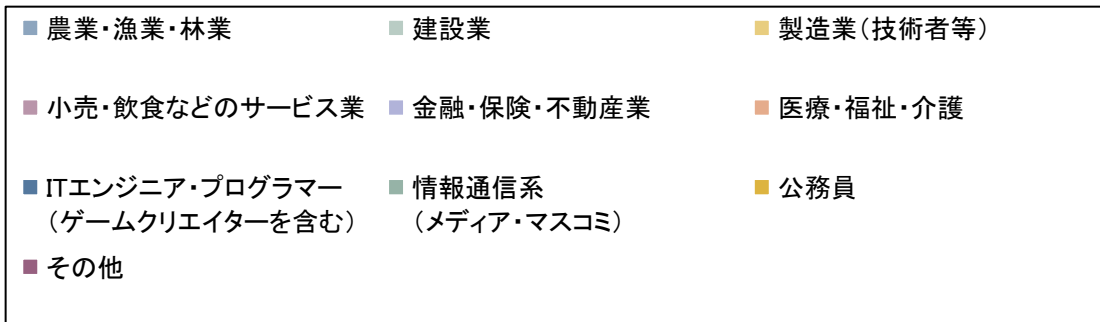 農業・漁業・林業
建設業
製造業(技術者等)
小売・飲食などのサービス業
金融・保険・不動産業
医療・福祉・介護
ITエンジニア・プログラマー
(ゲームクリエイターを含む)
情報通信系
(メディア・マスコミ)
公務員
その他